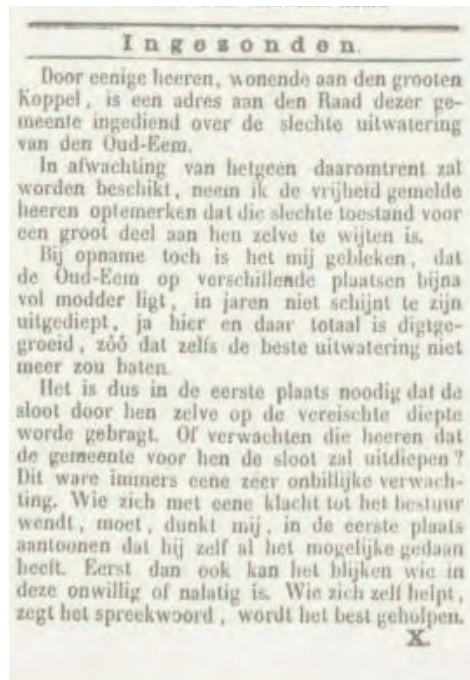 Ingezonden.
Door eenige heeren, wonende aan den grooten
Koppel, is een adres aan den Raad dezer ge-
meente ingediend over de slechte uitwatering
van den Oud-Eem.
In afwachting van hetgeen daaromtrent zal
worden beschikt, neem ik de vrijheid gemelde
heeren optemerken dat die slechte toestand voor
een groot deel aan hen zelve te wijten is.
Bij opname toch is het mij gebleken, dat
de Oud-Eem op verschillende plaatsen bijna
vol modder ligt, in jaren niet schijnt te zijn
uitgediept, ja hier en daar totaal is digtge-
groeid, zóó dat zelfs de beste uitwatering niet
meer zou baten.
Het is dus in de eerste plaats noodig dat de
sloot door hen zelve op de vereischte diepte
worde gebragt. Of verwachten die heeren dat
de gemeente voor hen de sloot zal uitdiepen?
Dit ware immers eene zeer onbillijke verwach-
ting. Wie zich met eene klacht tot het bestuur
wendt, moet, dunkt mij, in de eerste plaats
aantoonen dat hij zelf al het mogelijke gedaan
heeft. Eerst dan ook kan het blijken wie in
deze onwillig of nalatig is. Wie zich zelf helpt,
zegt het spreekwoord, wordt het best geholpen.
X.